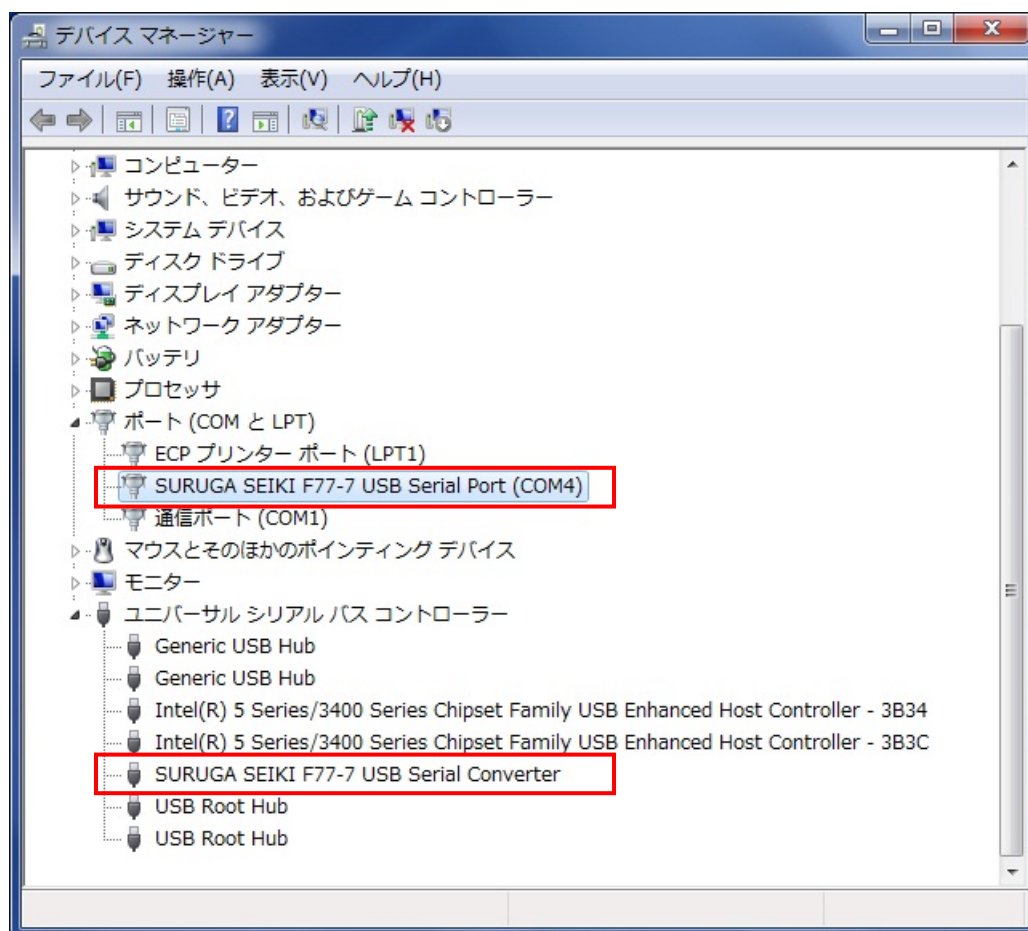 デバイス マネージャー
ファイル(F) 操作(A) 表示(V) ヘルプ(H)
コンピューター
サウンド、ビデオ、およびゲーム コントローラー
システム デバイス
ディスク ドライブ
ディスプレイ アダプター
ネットワーク アダプター
バッテリ
プロセッサ
ポート (COM と LPT)
ECP プリンター ポート (LPT1)
SURUGA SEIKI F77-7 USB Serial Port (COM4)
通信ポート (COM1)
マウスとそのほかのポインティング デバイス
モニター
ユニバーサル シリアル バス コントローラー
Generic USB Hub
Generic USB Hub
Intel(R) 5 Series/3400 Series Chipset Family USB Enhanced Host Controller - 3B34
Intel(R) 5 Series/3400 Series Chipset Family USB Enhanced Host Controller - 3B3C
SURUGA SEIKI F77-7 USB Serial Converter
USB Root Hub
USB Root Hub